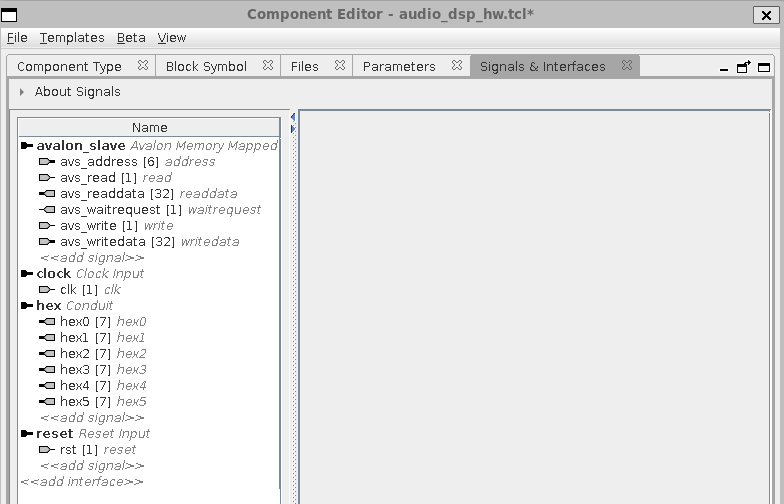 Component Editor - audio_dsp_hw.tcl*
File Templates Beta View
Component Type Block Symbol Files Parameters Signals & Interfaces
About Signals
Name
avalon_slave Avalon Memory Mapped
avs_address [6] address
avs_read [1] read
avs_readdata [32] readdata
avs_waitrequest [1] waitrequest
avs_write [1] write
avs_writedata [32] writedata
<<add signal>>
clock Clock Input
clk [1] clk
hex Conduit
hex0 [7] hex0
hex1 [7] hex1
hex2 [7] hex2
hex3 [7] hex3
hex4 [7] hex4
hex5 [7] hex5
<<add signal>>
reset Reset Input
rst [1] reset
<<add signal>>
<<add interface>>